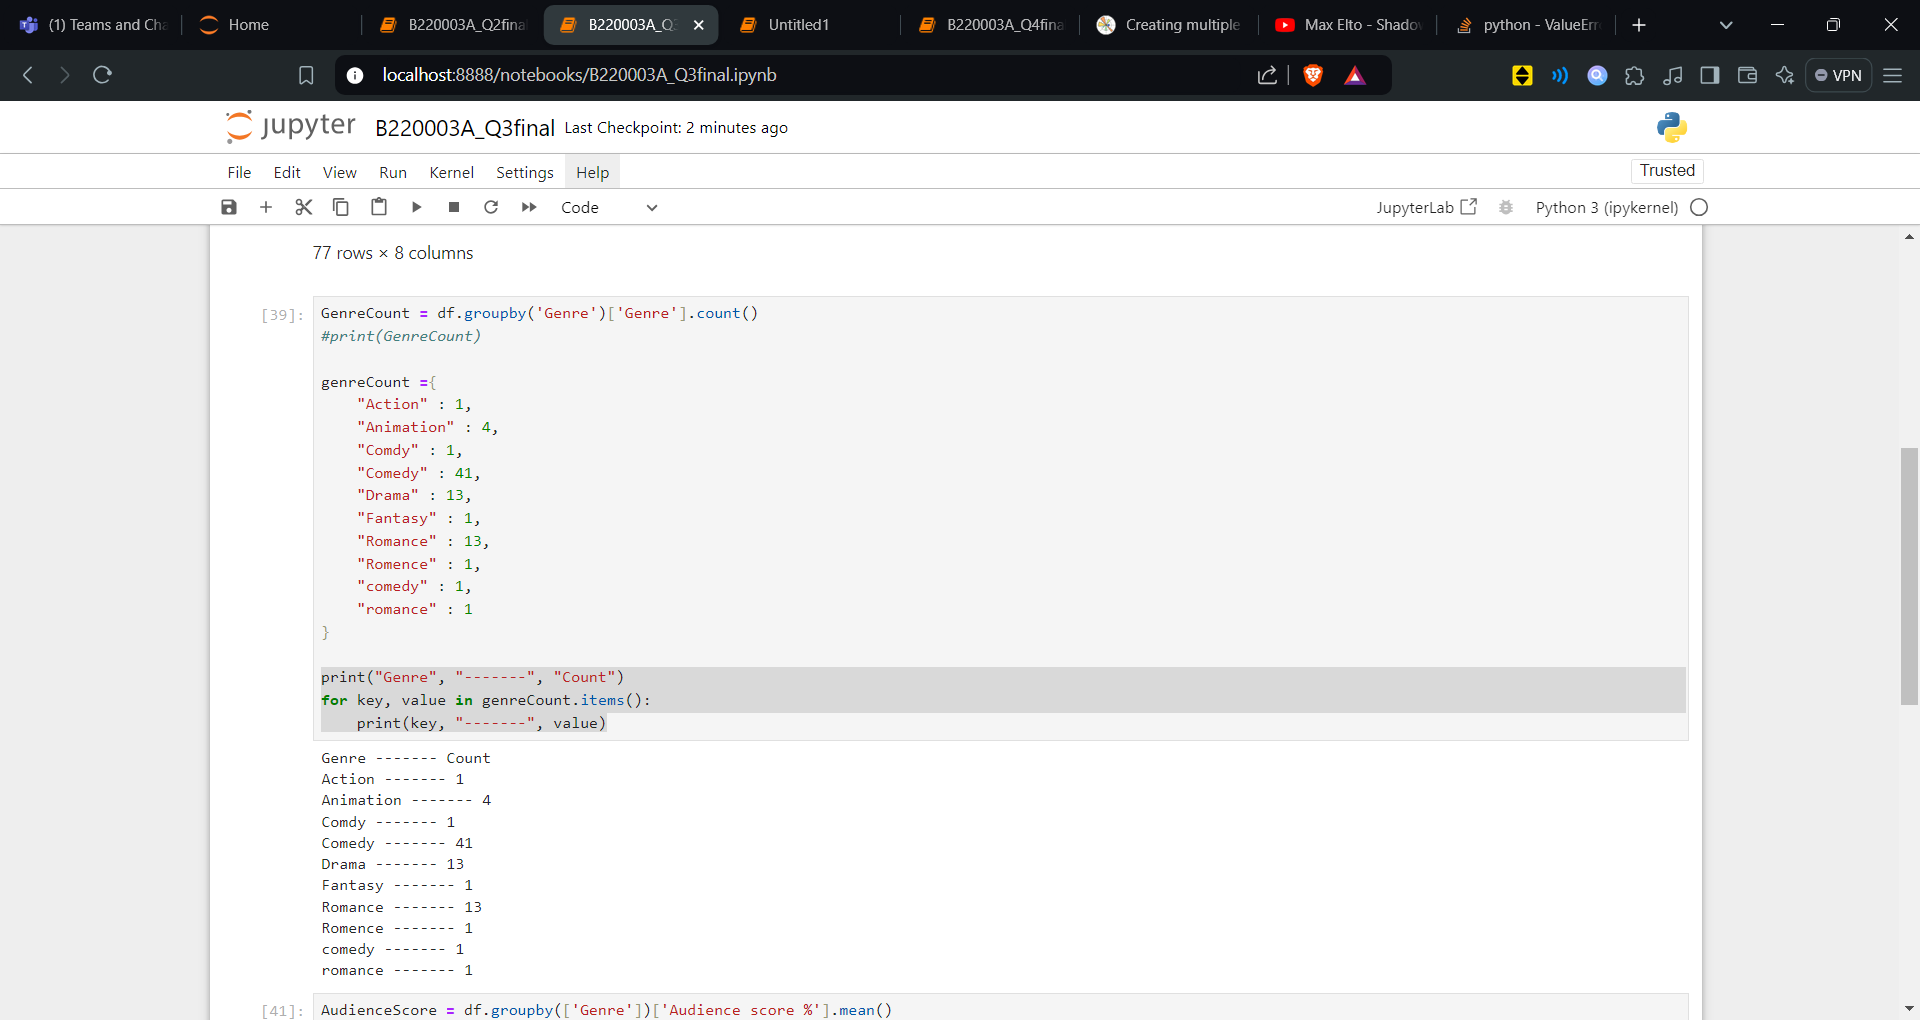 (1) Teams and Cha
Home
B220003A_Q2fina
B220003A_Q3
Untitled1
B220003A_Q4fina
Creating multiple
Max Elto - Shadow
python - ValueErro
localhost:8888/notebooks/B220003A_Q3final.ipynb
VPN
jupyter B220003A_Q3final Last Checkpoint: 2 minutes ago
File Edit View Run Kernel Settings Help
Trusted
Code
JupyterLab
Python 3 (ipykernel)
77 rows × 8 columns
[39]: GenreCount = df.groupby('Genre')['Genre'].count()
#print(GenreCount)
genreCount ={
"Action" : 1,
"Animation" : 4,
"Comdy" : 1,
"Comedy" : 41,
"Drama" : 13,
"Fantasy" : 1,
"Romance" : 13,
"Romence" : 1,
"comedy" : 1,
"romance" : 1
}
print("Genre", "-------", "Count")
for key, value in genreCount.items():
print(key, "-------", value)
Genre ------- Count
Action ------- 1
Animation ------- 4
Comdy ------- 1
Comedy ------- 41
Drama ------- 13
Fantasy ------- 1
Romance ------- 13
Romence ------- 1
comedy ------- 1
romance ------- 1
[41]: AudienceScore = df.groupby(['Genre'])['Audience score %'].mean()